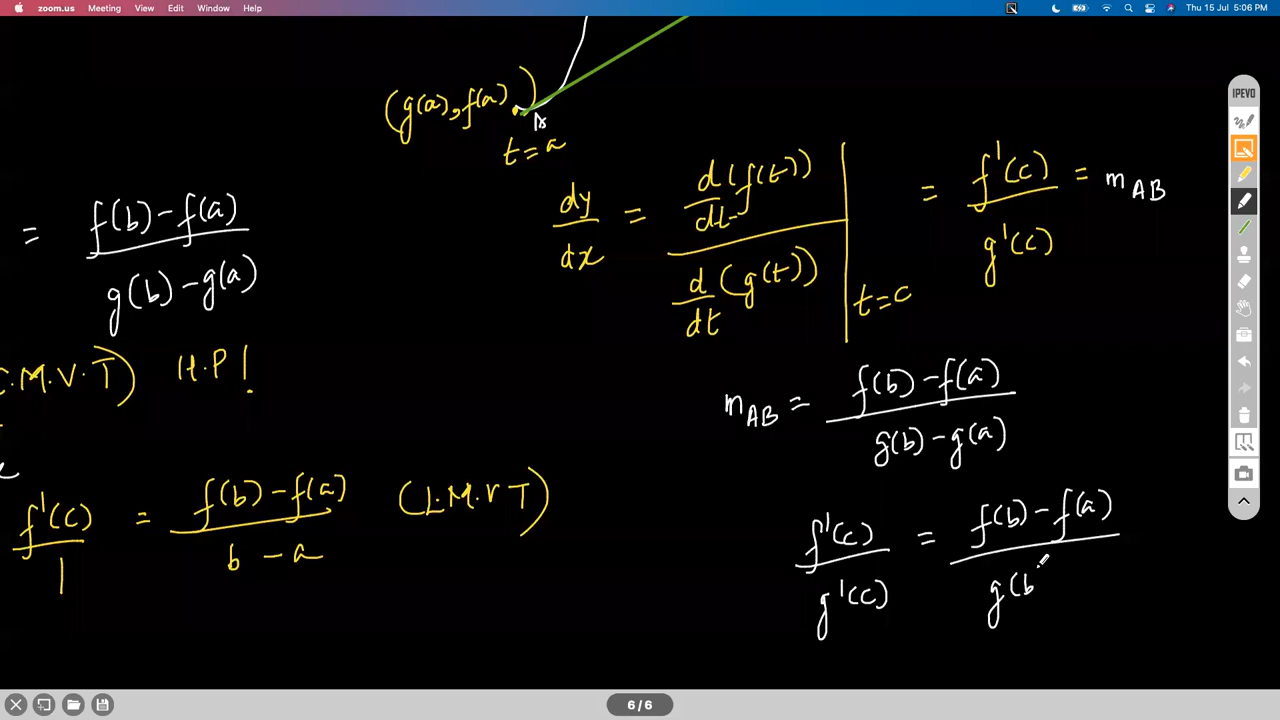 zoom.us Meeting View Edit Window Help Thu 15 Jul 5:06 PM
(g(a), f(a))
t = a
IPEVO
= f(b) - f(a) / g(b) - g(a)
dy/dx = d/dt (f(t)) / d/dt (g(t)) | t = c = f'(c) / g'(c) = m_AB
C.M.V.T) H.P!
m_AB = f(b) - f(a) / g(b) - g(a)
f'(c) / 1 = f(b) - f(a) / b - a (L.M.V.T)
f'(c) / g'(c) = f(b) - f(a) / g(b
6 / 6